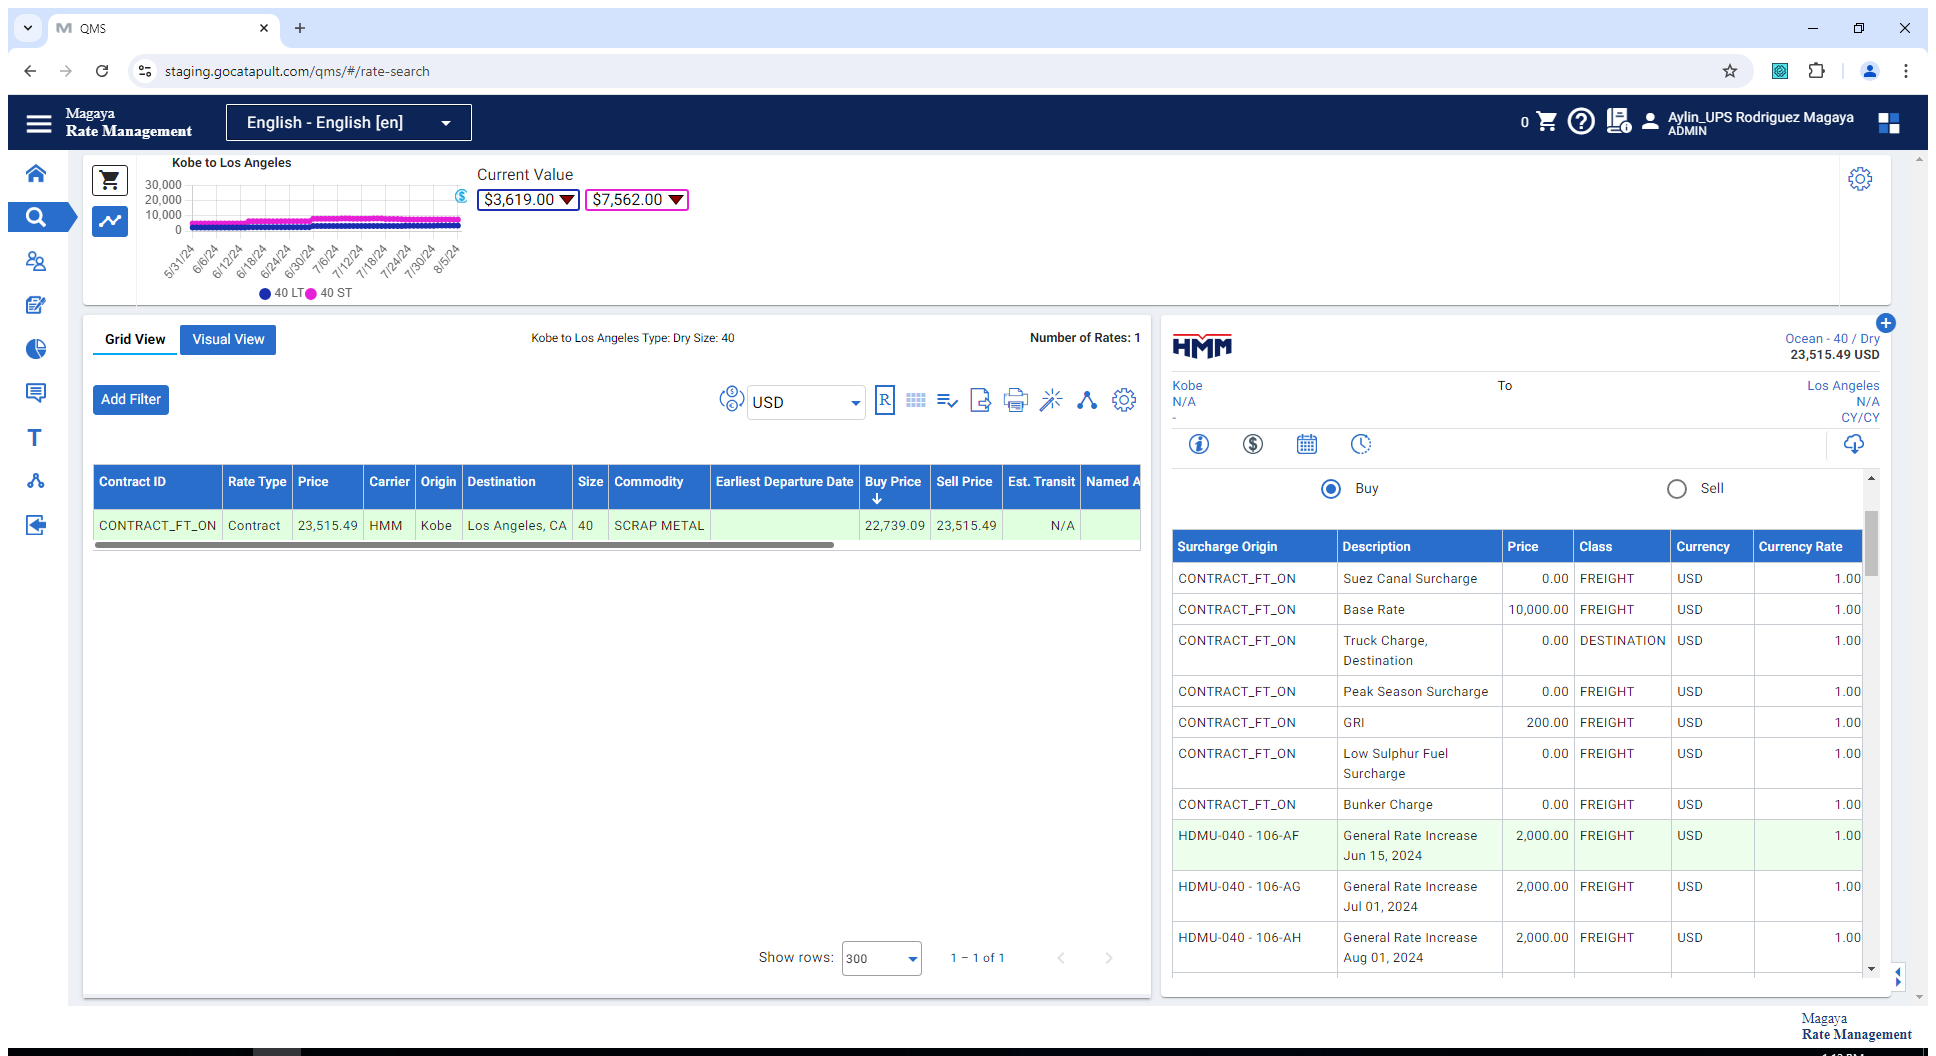 QMS
staging.gocatapult.com/qms/#/rate-search
Magaya
Rate Management
English - English [en]
0
Aylin_UPS Rodriguez Magaya
ADMIN
Kobe to Los Angeles
30,000
20,000
10,000
0
5/31/24 6/6/24 6/12/24 6/18/24 6/24/24 6/30/24 7/6/24 7/12/24 7/18/24 7/24/24 7/30/24 8/5/24
40 LT 40 ST
Current Value
$3,619.00 $7,562.00
Grid View Visual View Kobe to Los Angeles Type: Dry Size: 40 Number of Rates: 1
Add Filter USD R
Contract ID Rate Type Price Carrier Origin Destination Size Commodity Earliest Departure Date Buy Price Sell Price Est. Transit Named A
CONTRACT_FT_ON Contract 23,515.49 HMM Kobe Los Angeles, CA 40 SCRAP METAL 22,739.09 23,515.49 N/A
Show rows: 300 1 – 1 of 1
HMM
Ocean - 40 / Dry
23,515.49 USD
Kobe To Los Angeles
N/A N/A
- CY/CY
Buy Sell
Surcharge Origin Description Price Class Currency Currency Rate
CONTRACT_FT_ON Suez Canal Surcharge 0.00 FREIGHT USD 1.00
CONTRACT_FT_ON Base Rate 10,000.00 FREIGHT USD 1.00
CONTRACT_FT_ON Truck Charge, 0.00 DESTINATION USD 1.00
Destination
CONTRACT_FT_ON Peak Season Surcharge 0.00 FREIGHT USD 1.00
CONTRACT_FT_ON GRI 200.00 FREIGHT USD 1.00
CONTRACT_FT_ON Low Sulphur Fuel 0.00 FREIGHT USD 1.00
Surcharge
CONTRACT_FT_ON Bunker Charge 0.00 FREIGHT USD 1.00
HDMU-040 - 106-AF General Rate Increase 2,000.00 FREIGHT USD 1.00
Jun 15, 2024
HDMU-040 - 106-AG General Rate Increase 2,000.00 FREIGHT USD 1.00
Jul 01, 2024
HDMU-040 - 106-AH General Rate Increase 2,000.00 FREIGHT USD 1.00
Aug 01, 2024
Magaya
Rate Management